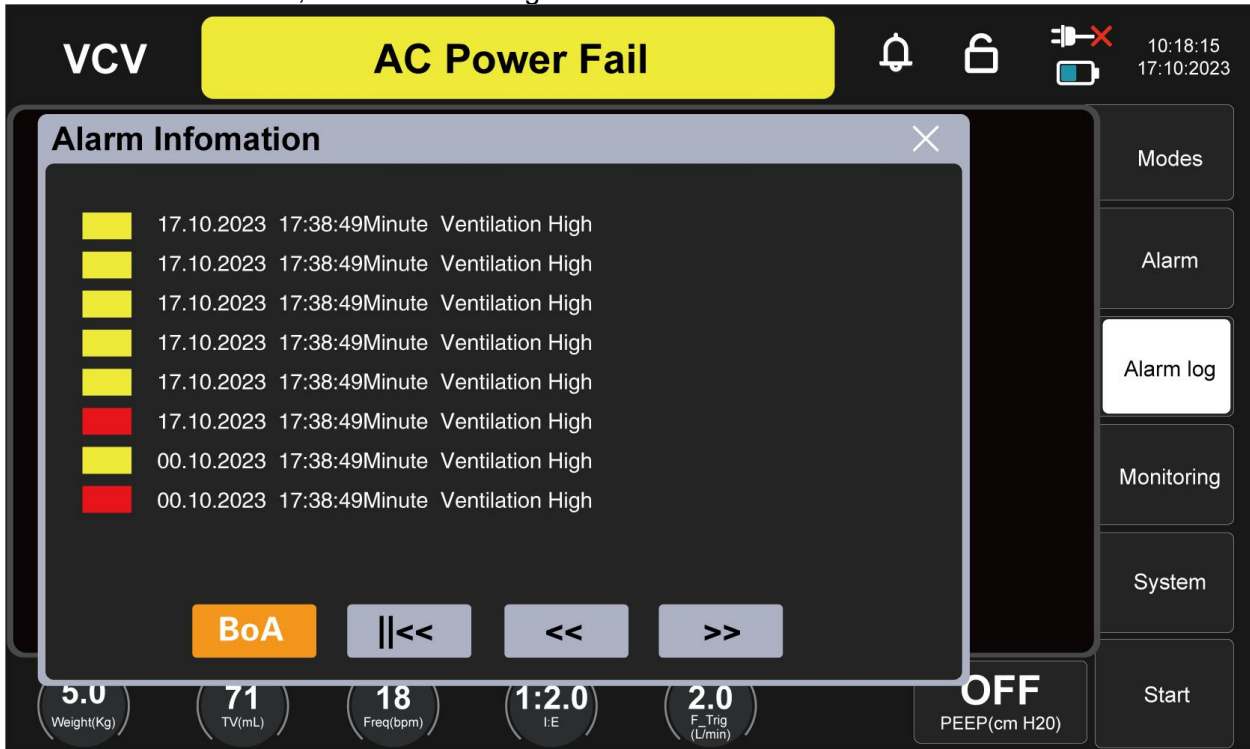 VCV
AC Power Fail
10:18:15
17:10:2023
Alarm Infomation
17.10.2023 17:38:49Minute Ventilation High
17.10.2023 17:38:49Minute Ventilation High
17.10.2023 17:38:49Minute Ventilation High
17.10.2023 17:38:49Minute Ventilation High
17.10.2023 17:38:49Minute Ventilation High
17.10.2023 17:38:49Minute Ventilation High
00.10.2023 17:38:49Minute Ventilation High
00.10.2023 17:38:49Minute Ventilation High
BoA
||<<
<<
>>
Modes
Alarm
Alarm log
Monitoring
System
Start
5.0
Weight(Kg)
71
TV(mL)
18
Freq(bpm)
1:2.0
I:E
2.0
F_Trig
(L/min)
OFF
PEEP(cm H20)